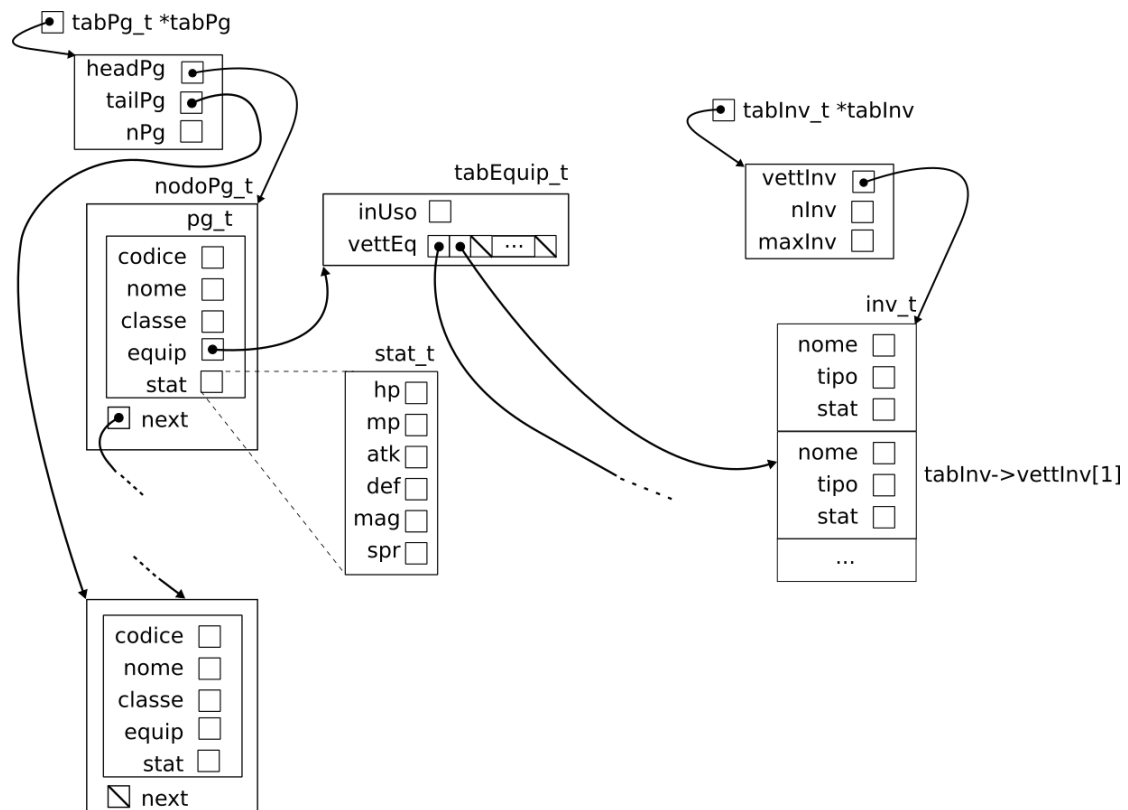 tabPg_t *tabPg
headPg
tailPg
nPg
nodoPg_t
pg_t
codice
nome
classe
equip
stat
next
tabEquip_t
inUso
vettEq
...
stat_t
hp
mp
atk
def
mag
spr
tabInv_t *tabInv
vettInv
nInv
maxInv
inv_t
nome
tipo
stat
nome
tipo
stat
tabInv->vettInv[1]
...
codice
nome
classe
equip
stat
next